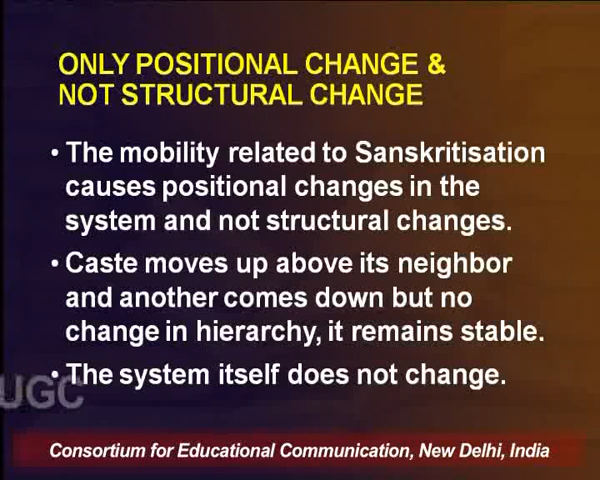 ONLY POSITIONAL CHANGE &
NOT STRUCTURAL CHANGE
• The mobility related to Sanskritisation
causes positional changes in the
system and not structural changes.
• Caste moves up above its neighbor
and another comes down but no
change in hierarchy, it remains stable.
• The system itself does not change.
UGC
Consortium for Educational Communication, New Delhi, India